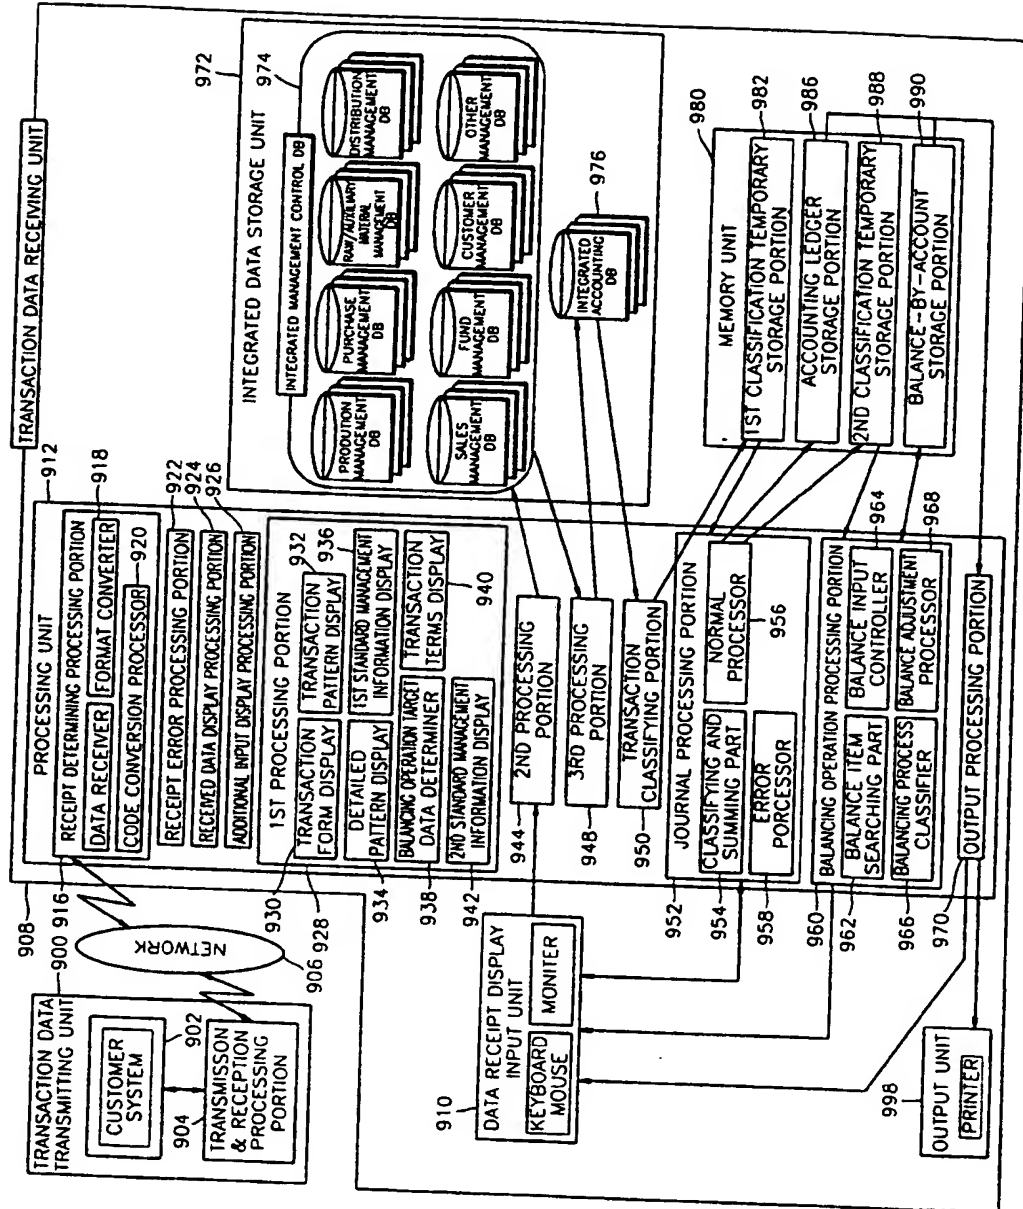 TRANSACTION DATA
TRANSMITTING UNIT
900
CUSTOMER
SYSTEM
902
904
TRANSMISSON
& RECEPTION
PROCESSING
PORTION
NETWORK
906
908
TRANSACTION DATA RECEIVING UNIT
910
DATA RECEIPT DISPLAY
INPUT UNIT
KEYBOARD
MOUSE
MONITER
998
OUTPUT UNIT
PRINTER
912
PROCESSING UNIT
916
RECEIPT DETERMINING PROCESSING PORTION
DATA RECEIVER
FORMAT CONVERTER
918
CODE CONVERSION PROCESSOR
920
RECEIPT ERROR PROCESSING PORTION
922
RECEIVED DATA DISPLAY PROCESSING PORTION
924
ADDITIONAL INPUT DISPLAY PROCESSING PORTION
926
928
1ST PROCESSING PORTION
930
TRANSACTION
FORM DISPLAY
TRANSACTION
PATTERN DISPLAY
932
934
DETAILED
PATTERN DISPLAY
1ST STANDARD MANAGEMENT
INFORMATION DISPLAY
936
938
BALANCING OPERATION TARGET
DATA DETERMINER
TRANSACTION
TERMS DISPLAY
940
942
2ND STANDARD MANAGEMENT
INFORMATION DISPLAY
944
2ND PROCESSING
PORTION
948
3RD PROCESSING
PORTION
950
TRANSACTION
CLASSIFYING PORTION
952
JOURNAL PROCESSING PORTION
954
CLASSIFYING AND
SUMMING PART
NORMAL
PROCESSOR
956
958
ERROR
PORCESSOR
960
BALANCING OPERATION PROCESSING PORTION
962
BALANCE ITEM
SEARCHING PART
BALANCE INPUT
CONTROLLER
964
966
BALANCING PROCESS
CLASSIFIER
BALANCE ADJUSTMENT
PROCESSOR
968
970
OUTPUT PROCESSING PORTION
972
INTEGRATED DATA STORAGE UNIT
974
INTEGRATED MANAGEMENT CONTROL DB
PRODUCTION
MANAGEMENT
DB
PURCHASE
MANAGEMENT
DB
RAW/AUXILIARY
MATERIAL
MANAGEMENT
DB
DISTRIBUTION
MANAGEMENT
DB
SALES
MANAGEMENT
DB
FUND
MANAGEMENT
DB
CUSTOMER
MANAGEMENT
DB
OTHER
MANAGEMENT
DB
976
INTEGRATED
ACCOUNTING
DB
980
MEMORY UNIT
1ST CLASSIFICATION TEMPORARY
STORAGE PORTION
982
ACCOUNTING LEDGER
STORAGE PORTION
986
2ND CLASSIFICATION TEMPORARY
STORAGE PORTION
988
BALANCE-BY-ACCOUNT
STORAGE PORTION
990